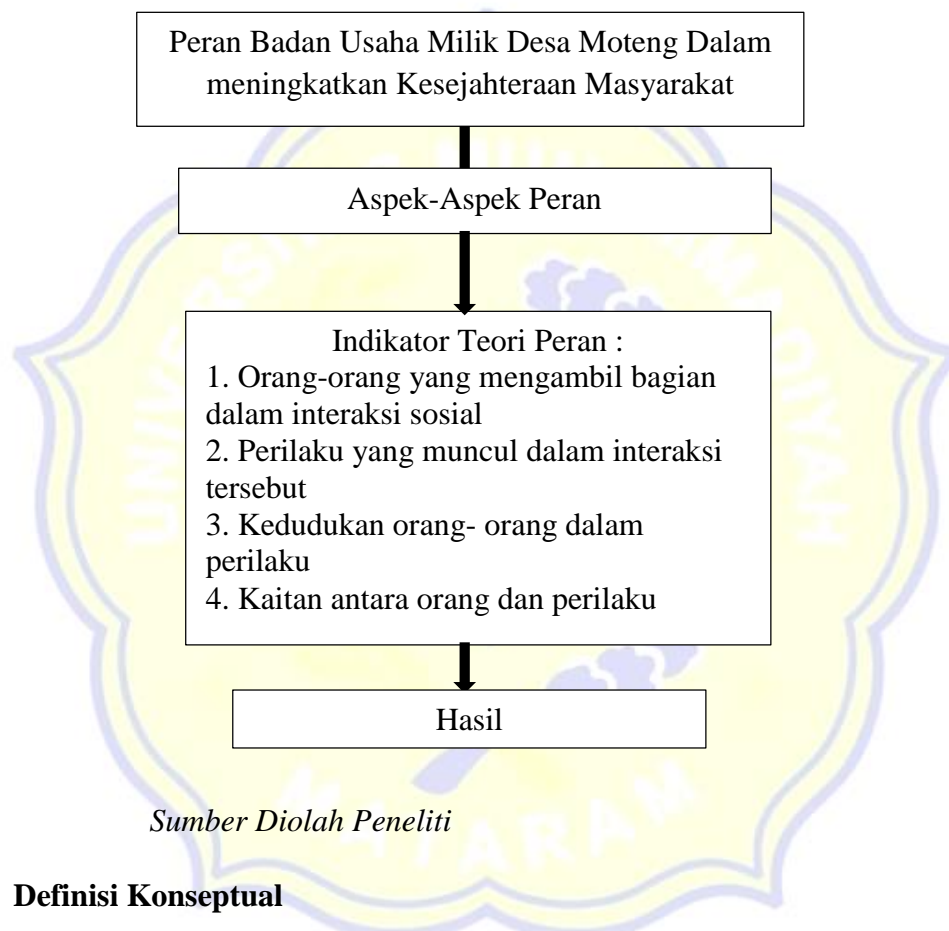 Peran Badan Usaha Milik Desa Moteng Dalam
meningkatkan Kesejahteraan Masyarakat
Aspek-Aspek Peran
Indikator Teori Peran :
1. Orang-orang yang mengambil bagian
dalam interaksi sosial
2. Perilaku yang muncul dalam interaksi
tersebut
3. Kedudukan orang- orang dalam
perilaku
4. Kaitan antara orang dan perilaku
Hasil
Sumber Diolah Peneliti
Definisi Konseptual
MATARAM